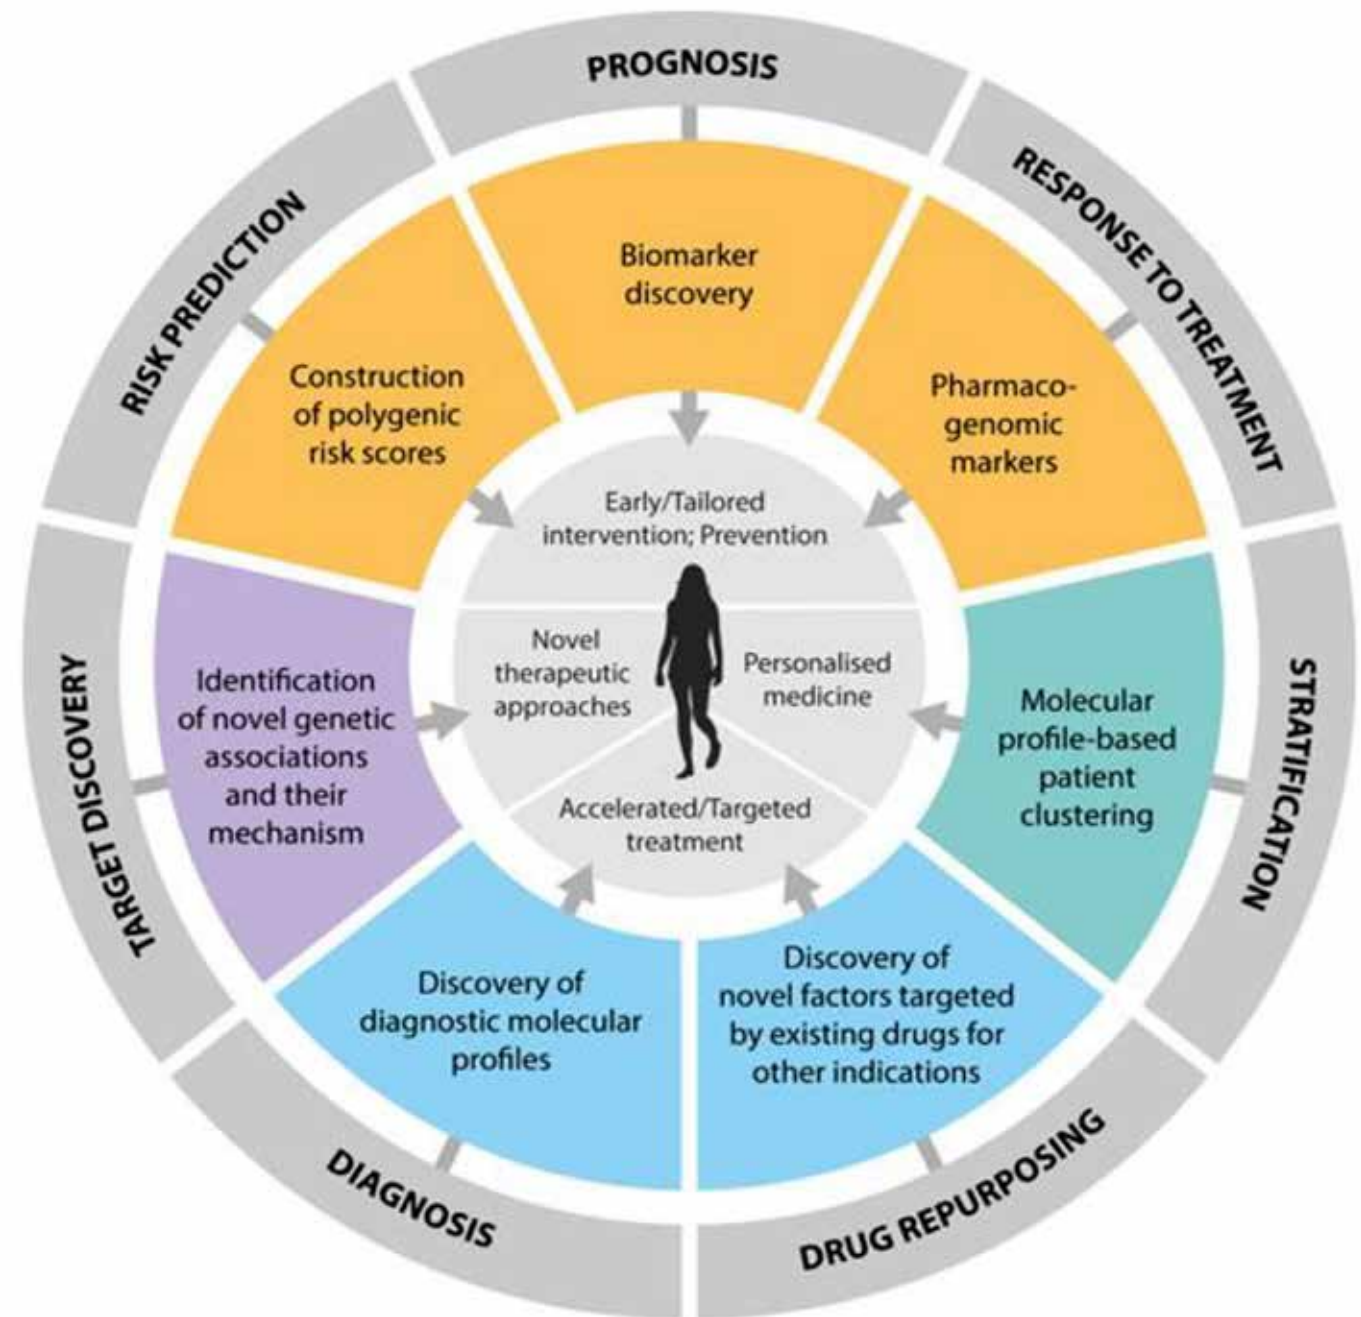 PROGNOSIS
RESPONSE TO TREATMENT
STRATIFICATION
DRUG REPURPOSING
DIAGNOSIS
TARGET DISCOVERY
RISK PREDICTION
Biomarker
discovery
Pharmaco-
genomic
markers
Molecular
profile-based
patient
clustering
Discovery of
novel factors targeted
by existing drugs for
other indications
Discovery of
diagnostic molecular
profiles
Identification
of novel genetic
associations
and their
mechanism
Construction
of polygenic
risk scores
Early/Tailored
intervention; Prevention
Novel
therapeutic
approaches
Personalised
medicine
Accelerated/Targeted
treatment